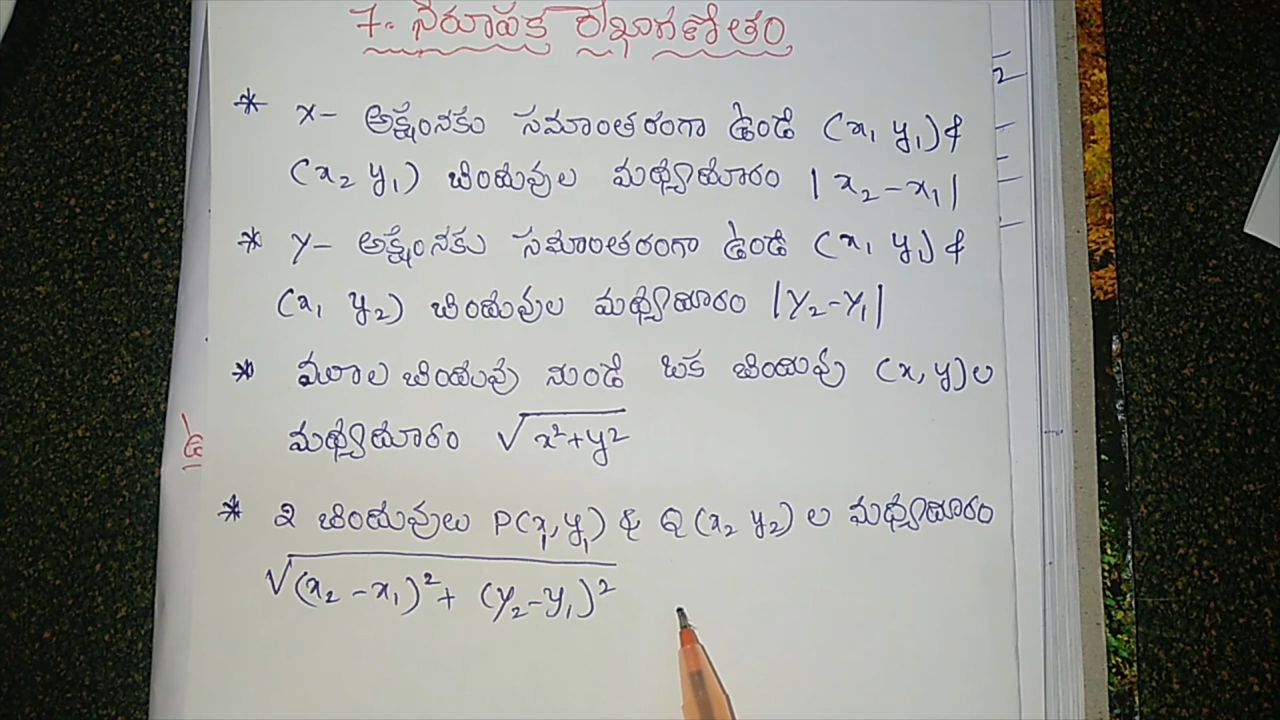 7. నిరూపక రేఖాగణితం
* x- అక్షంనకు సమాంతరంగా ఉండే (x₁ y₁) &
(x₂ y₁) బిందువుల మధ్యదూరం |x₂-x₁|
* y- అక్షంనకు సమాంతరంగా ఉండే (x₁ y₁) &
(x₁ y₂) బిందువుల మధ్యదూరం |y₂-y₁|
* మూల బిందువు నుండి ఒక బిందువు (x,y)ల
మధ్యదూరం √x²+y²
* 2 బిందువులు P(x₁,y₁) & Q(x₂ y₂)ల మధ్యదూరం
√(x₂-x₁)²+ (y₂-y₁)²